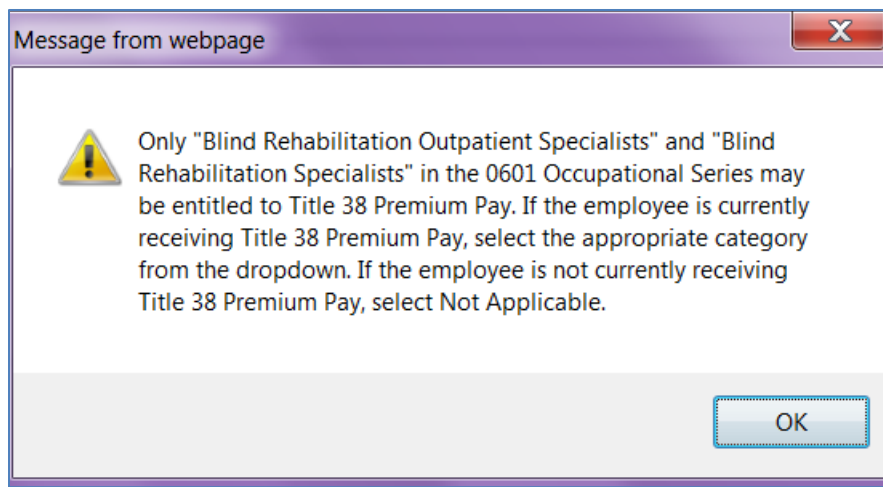 Message from webpage
X
Only "Blind Rehabilitation Outpatient Specialists" and "Blind
Rehabilitation Specialists" in the 0601 Occupational Series may
be entitled to Title 38 Premium Pay. If the employee is currently
receiving Title 38 Premium Pay, select the appropriate category
from the dropdown. If the employee is not currently receiving
Title 38 Premium Pay, select Not Applicable.
OK